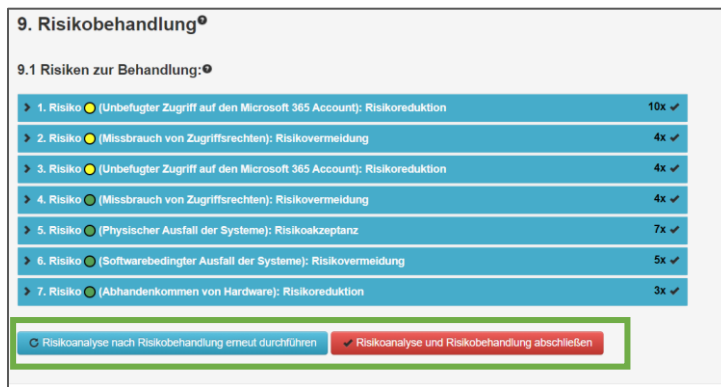 9. Risikobehandlung
9.1 Risiken zur Behandlung:
1. Risiko (Unbefugter Zugriff auf den Microsoft 365 Account): Risikoreduktion 10x
2. Risiko (Missbrauch von Zugriffsrechten): Risikovermeidung 4x
3. Risiko (Unbefugter Zugriff auf den Microsoft 365 Account): Risikoreduktion 4x
4. Risiko (Missbrauch von Zugriffsrechten): Risikovermeidung 4x
5. Risiko (Physischer Ausfall der Systeme): Risikoakzeptanz 7x
6. Risiko (Softwarebedingter Ausfall der Systeme): Risikovermeidung 5x
7. Risiko (Abhandenkommen von Hardware): Risikoreduktion 3x
Risikoanalyse nach Risikobehandlung erneut durchführen Risikoanalyse und Risikobehandlung abschließen